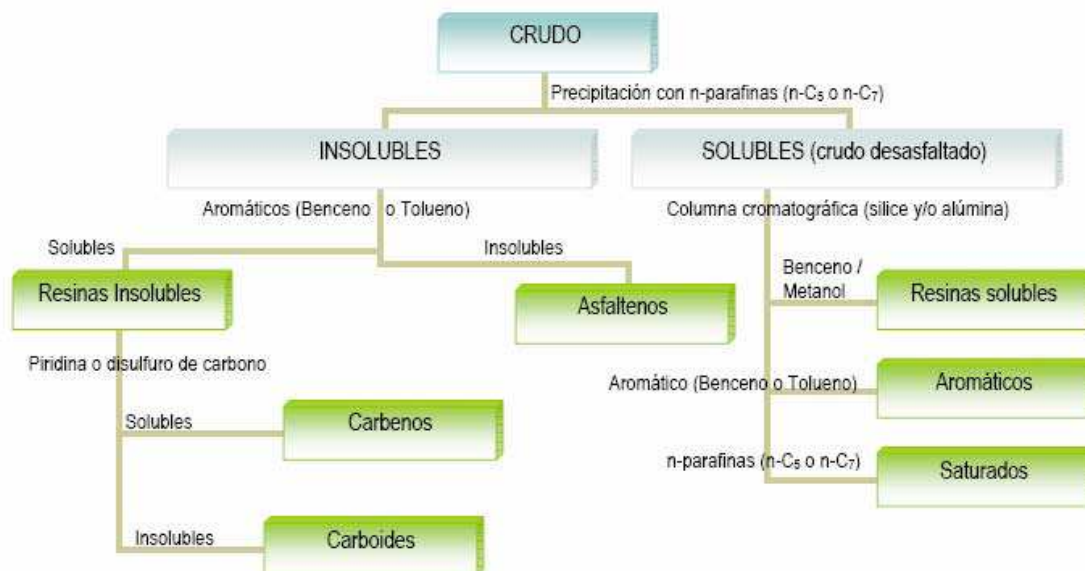 CRUDO
Precipitación con n-parafinas (n-C₅ o n-C₇)
INSOLUBLES
SOLUBLES (crudo desasfaltado)
Aromáticos (Benceno o Tolueno)
Columna cromatográfica (silice y/o alúmina)
Solubles
Insolubles
Benceno /
Metanol
Resinas Insolubles
Asfaltenos
Resinas solubles
Piridina o disulfuro de carbono
Aromático (Benceno o Tolueno)
Aromáticos
Solubles
Carbenos
n-parafinas (n-C₅ o n-C₇)
Saturados
Insolubles
Carboides